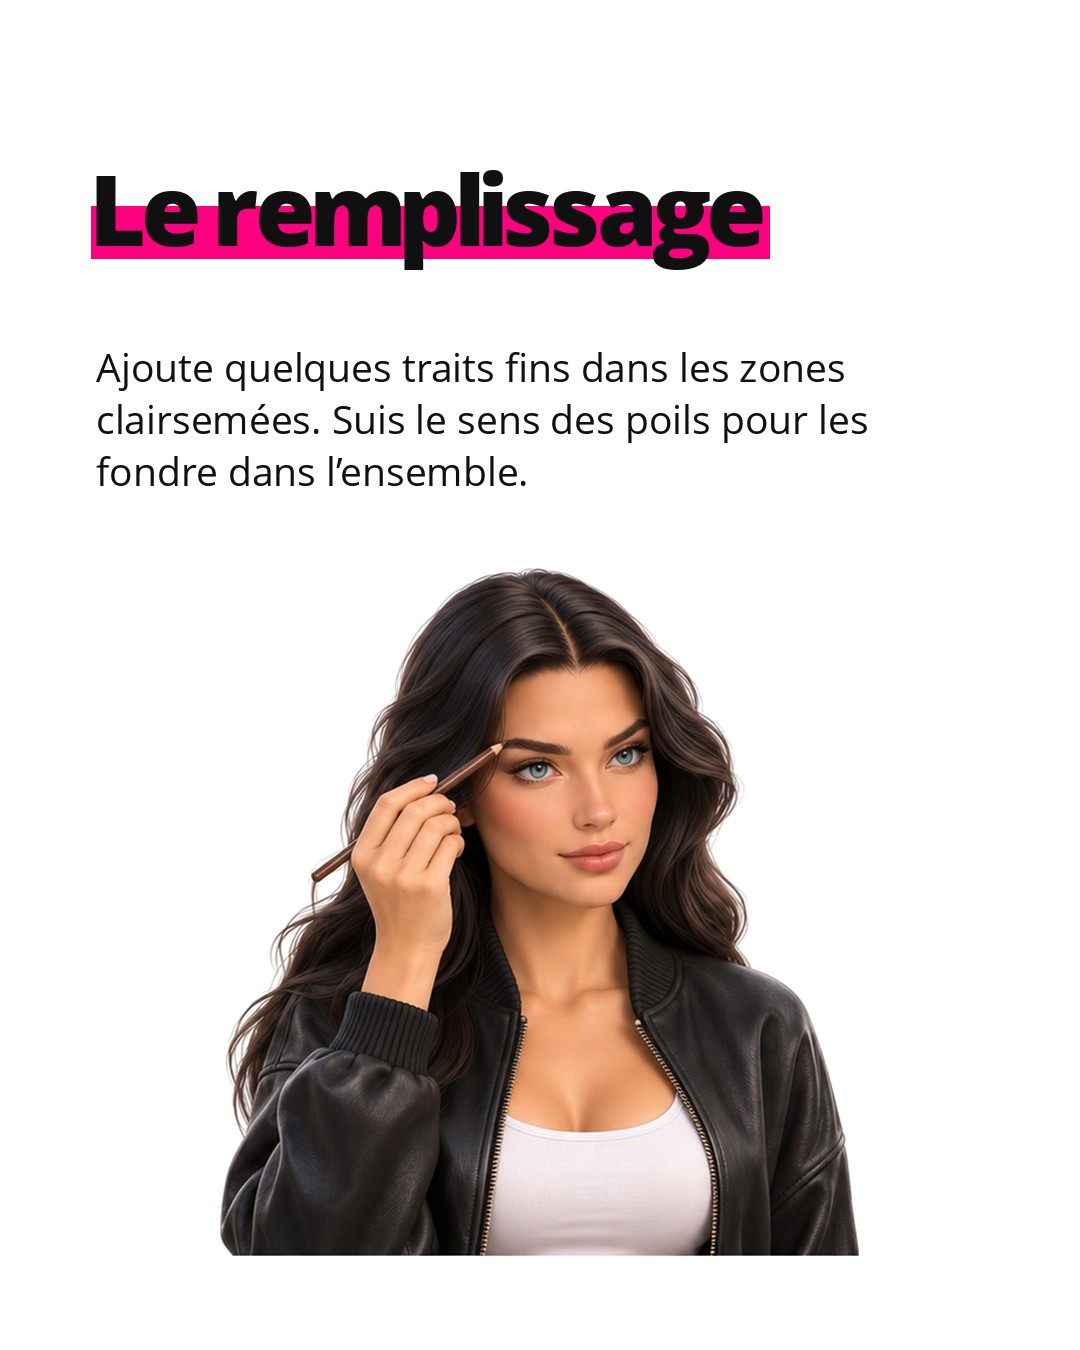 Le remplissage
Ajoute quelques traits fins dans les zones
clairsemées. Suis le sens des poils pour les
fondre dans l’ensemble.